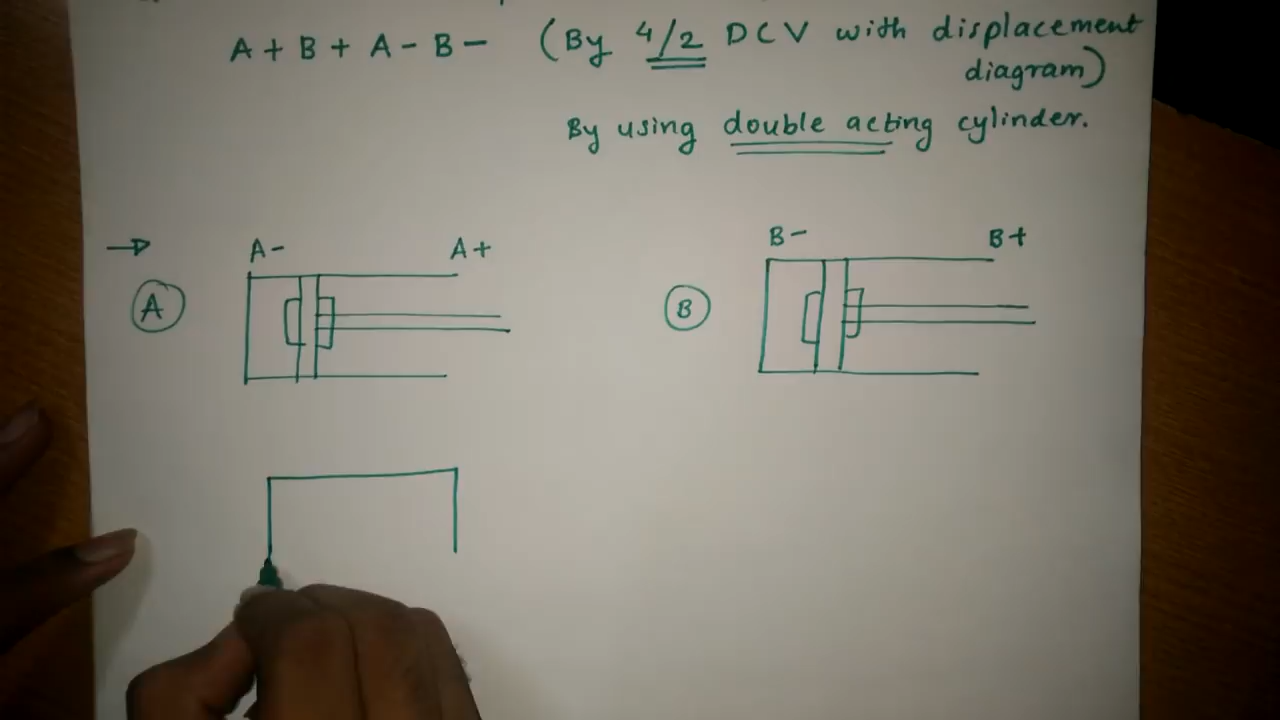 A + B + A - B - (By 4/2 DCV with displacement
diagram)
By using double acting cylinder.
A- A+
B- B+
A
B